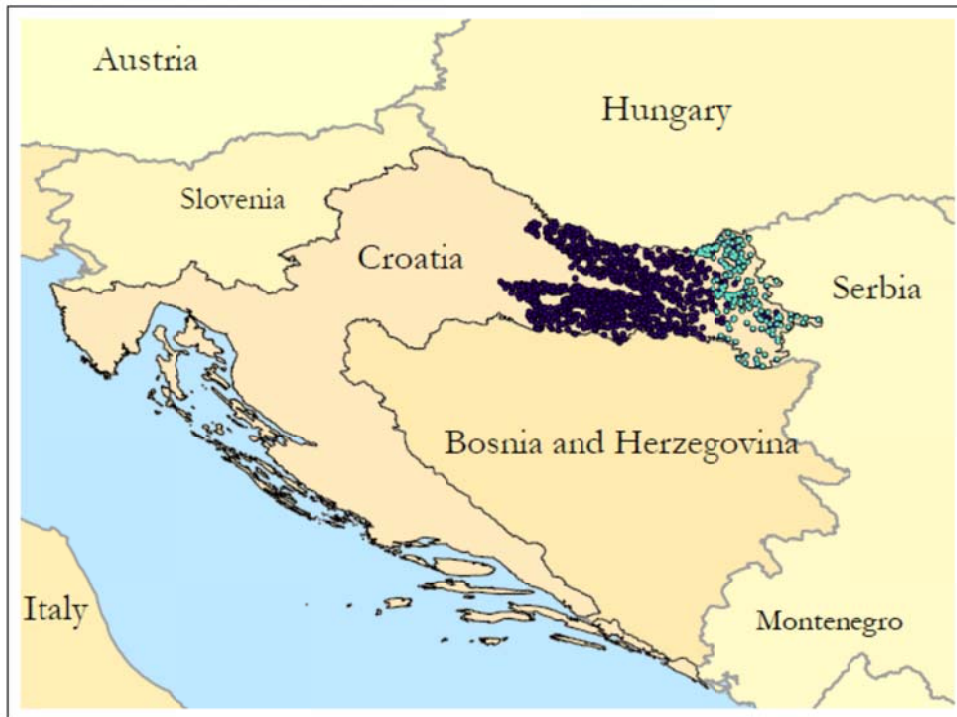 Austria
Hungary
Slovenia
Croatia
Serbia
Bosnia and Herzegovina
Italy
Montenegro